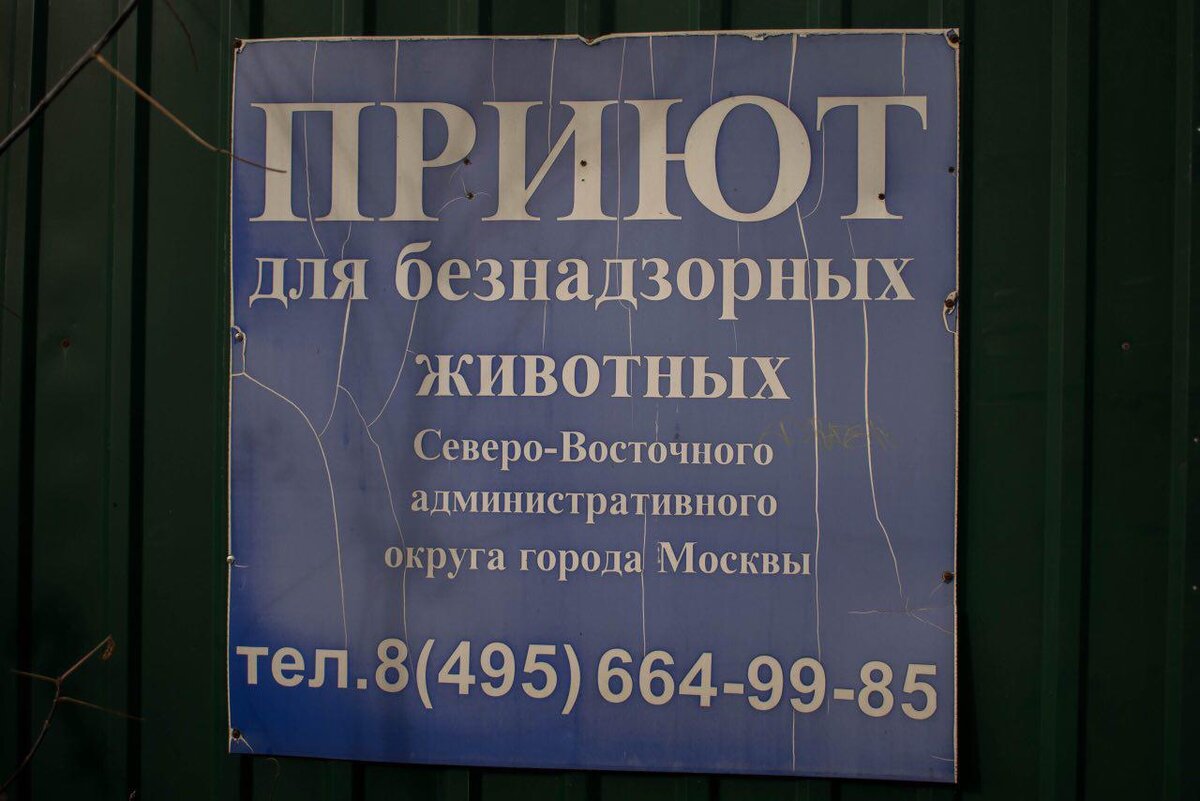 ПРИЮТ
для безнадзорных
животных
Северо-Восточного
административного
округа города Москвы
тел.8(495) 664-99-85